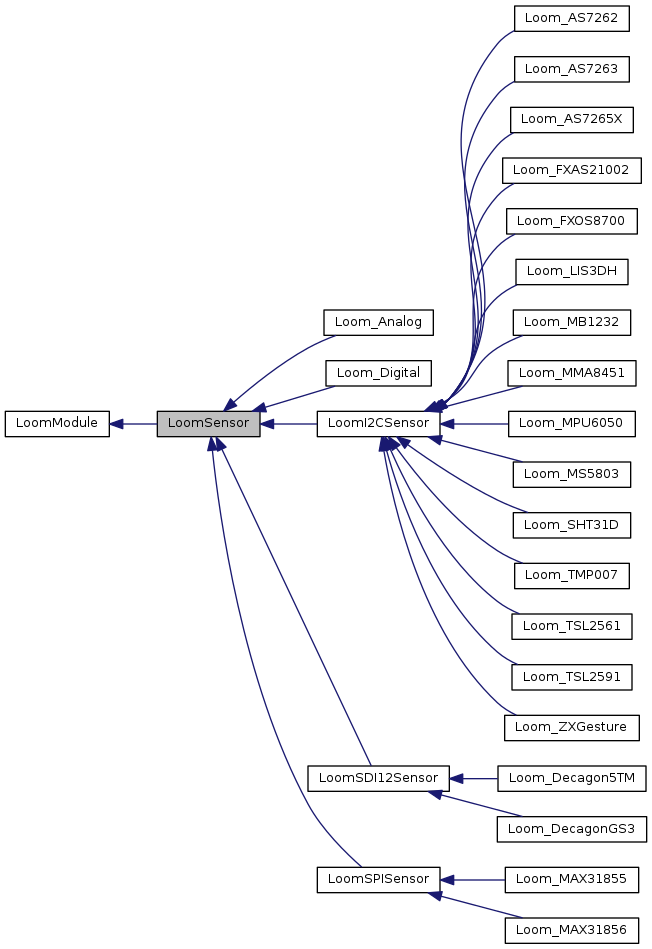 Loom_AS7262
Loom_AS7263
Loom_AS7265X
Loom_FXAS21002
Loom_FXOS8700
Loom_LIS3DH
Loom_Analog
Loom_MB1232
Loom_Digital
Loom_MMA8451
LoomModule
LoomSensor
LoomI2CSensor
Loom_MPU6050
Loom_MS5803
Loom_SHT31D
Loom_TMP007
Loom_TSL2561
Loom_TSL2591
Loom_ZXGesture
LoomSDI12Sensor
Loom_Decagon5TM
Loom_DecagonGS3
LoomSPISensor
Loom_MAX31855
Loom_MAX31856